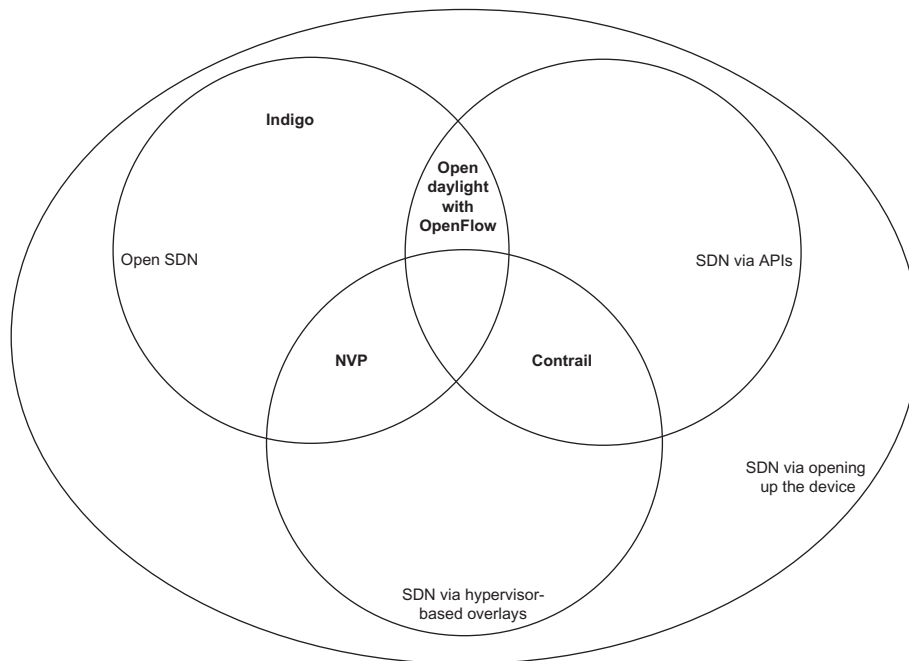 Indigo
Open
daylight
with
OpenFlow
Open SDN
SDN via APIs
NVP
Contrail
SDN via opening
up the device
SDN via hypervisor-
based overlays